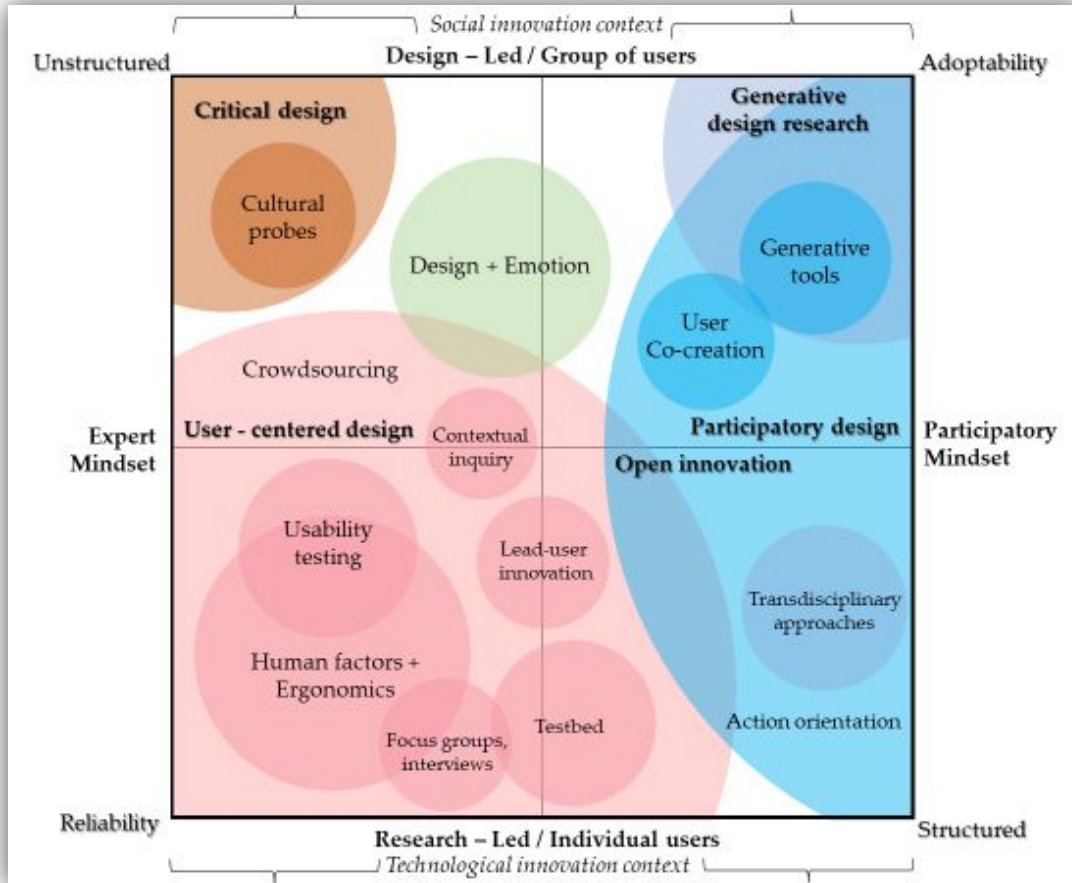 Social innovation context
Design – Led / Group of users
Unstructured
Adoptability
Critical design
Generative
design research
Cultural
probes
Design + Emotion
Generative
tools
User
Co-creation
Crowdsourcing
User - centered design
Contextual
inquiry
Participatory design
Expert
Mindset
Participatory
Mindset
Open innovation
Usability
testing
Lead-user
innovation
Transdisciplinary
approaches
Human factors +
Ergonomics
Focus groups,
interviews
Testbed
Action orientation
Reliability
Structured
Research – Led / Individual users
Technological innovation context